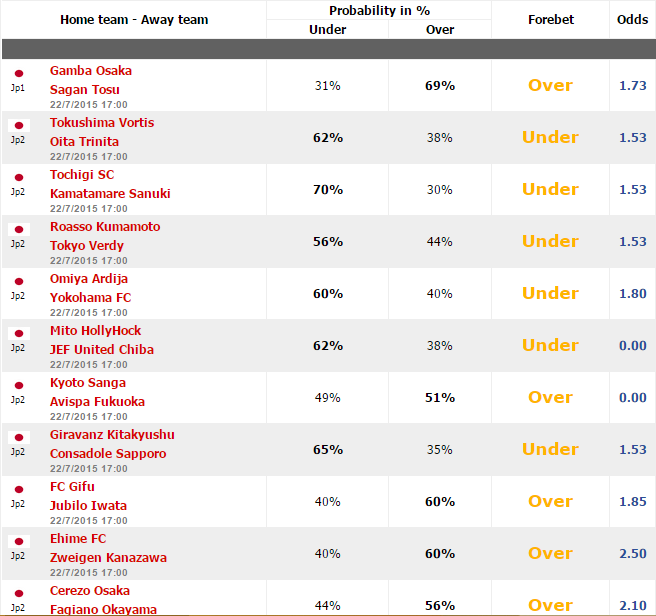 Home team - Away team Probability in % Forebet Odds
Under Over
Gamba Osaka
Jp1 Sagan Tosu 31% 69% Over 1.73
22/7/2015 17:00
Tokushima Vortis
Jp2 Oita Trinita 62% 38% Under 1.53
22/7/2015 17:00
Tochigi SC
Jp2 Kamatamare Sanuki 70% 30% Under 1.53
22/7/2015 17:00
Roasso Kumamoto
Jp2 Tokyo Verdy 56% 44% Under 1.53
22/7/2015 17:00
Omiya Ardija
Jp2 Yokohama FC 60% 40% Under 1.80
22/7/2015 17:00
Mito HollyHock
Jp2 JEF United Chiba 62% 38% Under 0.00
22/7/2015 17:00
Kyoto Sanga
Jp2 Avispa Fukuoka 49% 51% Over 0.00
22/7/2015 17:00
Giravanz Kitakyushu
Jp2 Consadole Sapporo 65% 35% Under 1.53
22/7/2015 17:00
FC Gifu
Jp2 Jubilo Iwata 40% 60% Over 1.85
22/7/2015 17:00
Ehime FC
Jp2 Zweigen Kanazawa 40% 60% Over 2.50
22/7/2015 17:00
Cerezo Osaka
Jp2 Fagiano Okayama 44% 56% Over 2.10